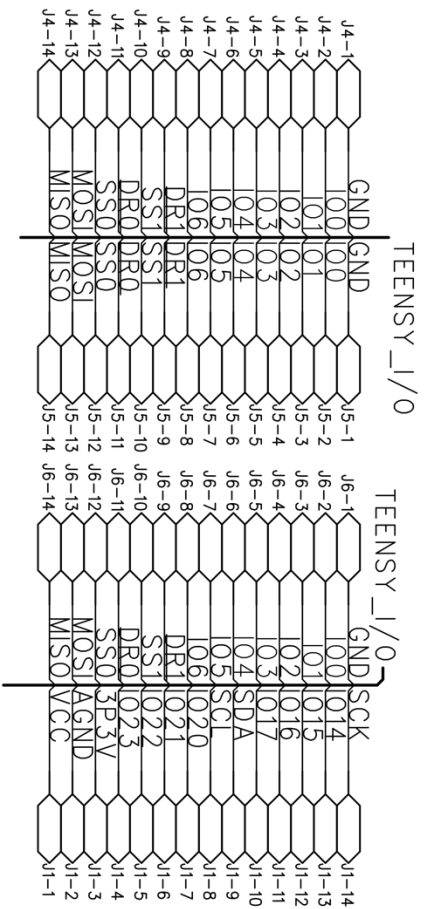 TEENSY_I/O
J4-1 GND GND J5-1
J4-2 IO0 IO0 J5-2
J4-3 IO1 IO1 J5-3
J4-4 IO2 IO2 J5-4
J4-5 IO3 IO3 J5-5
J4-6 IO4 IO4 J5-6
J4-7 IO5 IO5 J5-7
J4-8 IO6 IO6 J5-8
J4-9 DR1 DR1 J5-9
J4-10 SS1 SS1 J5-10
J4-11 DR0 DR0 J5-11
J4-12 SS0 SS0 J5-12
J4-13 MOSI MOSI J5-13
J4-14 MISO MISO J5-14
TEENSY_I/O
J6-1 GND SCK J1-14
J6-2 IO0 IO14 J1-13
J6-3 IO1 IO15 J1-12
J6-4 IO2 IO16 J1-11
J6-5 IO3 IO17 J1-10
J6-6 IO4 SDA J1-9
J6-7 IO5 SCL J1-8
J6-8 IO6 IO20 J1-7
J6-9 DR1 IO21 J1-6
J6-10 SS1 IO22 J1-5
J6-11 DR0 IO23 J1-4
J6-12 SS0 3P3V J1-3
J6-13 MOSI AGND J1-2
J6-14 MISO VCC J1-1